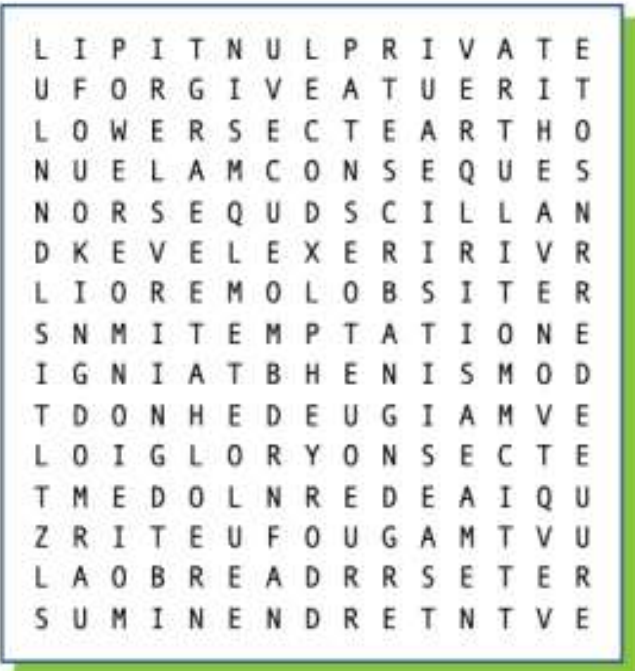 L I P I T N U L P R I V A T E
U F O R G I V E A T U E R I T
L O W E R S E C T E A R T H O
N U E L A M C O N S E Q U E S
N O R S E Q U D S C I L L A N
D K E V E L E X E R I R I V R
L I O R E M O L O B S I T E R
S N M I T E M P T A T I O N E
I G N I A T B H E N I S M O D
T D O N H E D E U G I A M V E
L O I G L O R Y O N S E C T E
T M E D O L N R E D E A I Q U
Z R I T E U F O U G A M T V U
L A O B R E A D R R S E T E R
S U M I N E N D R E T N T V E